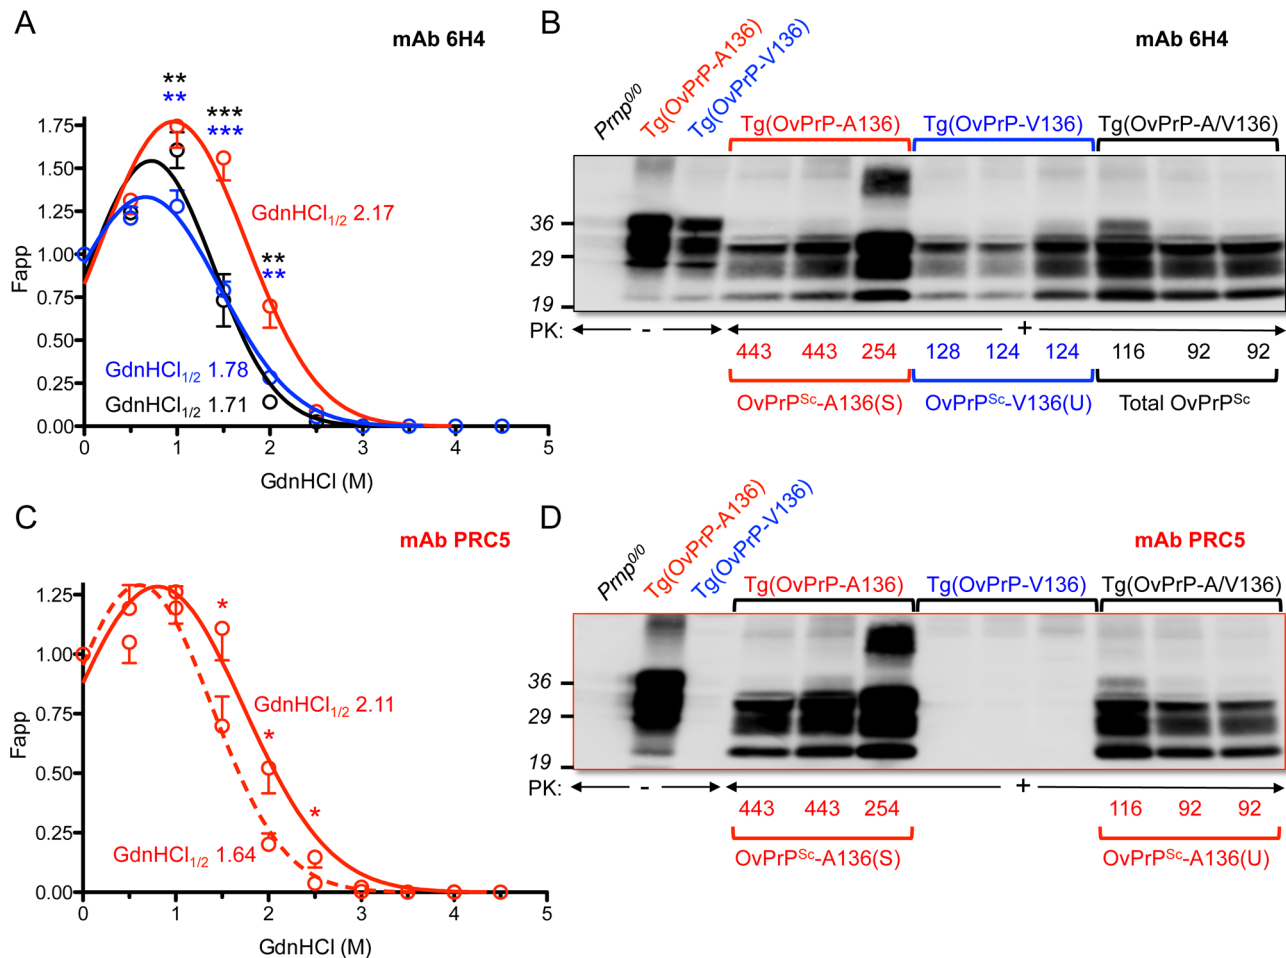 A
mAb 6H4
**
**
***
***
**
**
1.75
1.50
1.25
1.00
0.75
0.50
0.25
0.00
Fapp
GdnHCl1/2 2.17
GdnHCl1/2 1.78
GdnHCl1/2 1.71
0 1 2 3 4 5
GdnHCl (M)
B
mAb 6H4
Prnp0/0
Tg(OvPrP-A136)
Tg(OvPrP-V136)
Tg(OvPrP-A136) Tg(OvPrP-V136) Tg(OvPrP-A/V136)
36
29
19
PK: - +
443 443 254 128 124 124 116 92 92
OvPrPSc-A136(S) OvPrPSc-V136(U) Total OvPrPSc
C
mAb PRC5
*
*
*
1.25
1.00
0.75
0.50
0.25
0.00
Fapp
GdnHCl1/2 2.11
GdnHCl1/2 1.64
0 1 2 3 4 5
GdnHCl (M)
D
mAb PRC5
Prnp0/0
Tg(OvPrP-A136)
Tg(OvPrP-V136)
Tg(OvPrP-A136) Tg(OvPrP-V136) Tg(OvPrP-A/V136)
36
29
19
PK: - +
443 443 254 116 92 92
OvPrPSc-A136(S) OvPrPSc-A136(U)